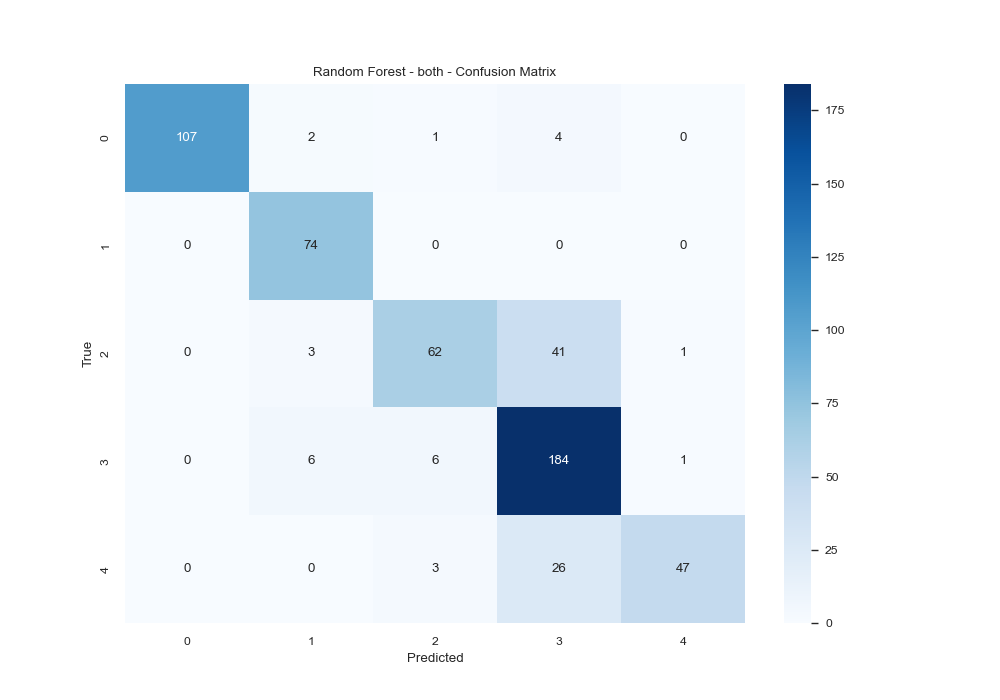 Random Forest - both - Confusion Matrix
0 107 2 1 4 0
1 0 74 0 0 0
2 0 3 62 41 1
3 0 6 6 184 1
4 0 0 3 26 47
0 1 2 3 4
Predicted
True
175
150
125
100
75
50
25
0